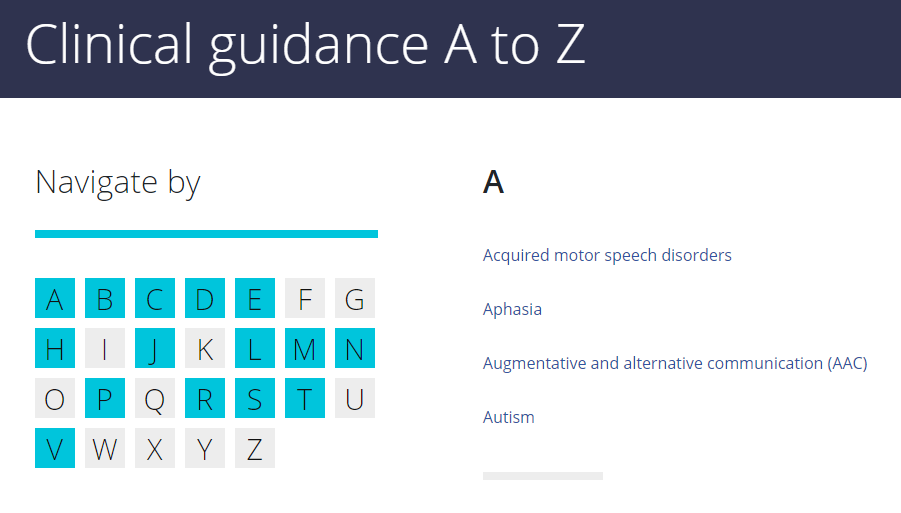 Clinical guidance A to Z
Navigate by
A B C D E F G
H I J K L M N
O P Q R S T U
V W X Y Z
A
Acquired motor speech disorders
Aphasia
Augmentative and alternative communication (AAC)
Autism